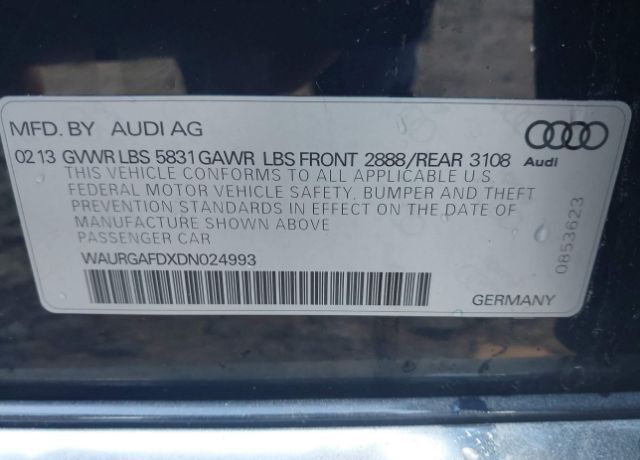 MFD. BY AUDI AG
02 13 GVWR LBS 5831 GAWR LBS FRONT 2888/REAR 3108
Audi
THIS VEHICLE CONFORMS TO ALL APPLICABLE U.S.
FEDERAL MOTOR VEHICLE SAFETY, BUMPER AND THEFT
PREVENTION STANDARDS IN EFFECT ON THE DATE OF
MANUFACTURE SHOWN ABOVE
PASSENGER CAR
WAURGAFDXDN024993
0853623
GERMANY